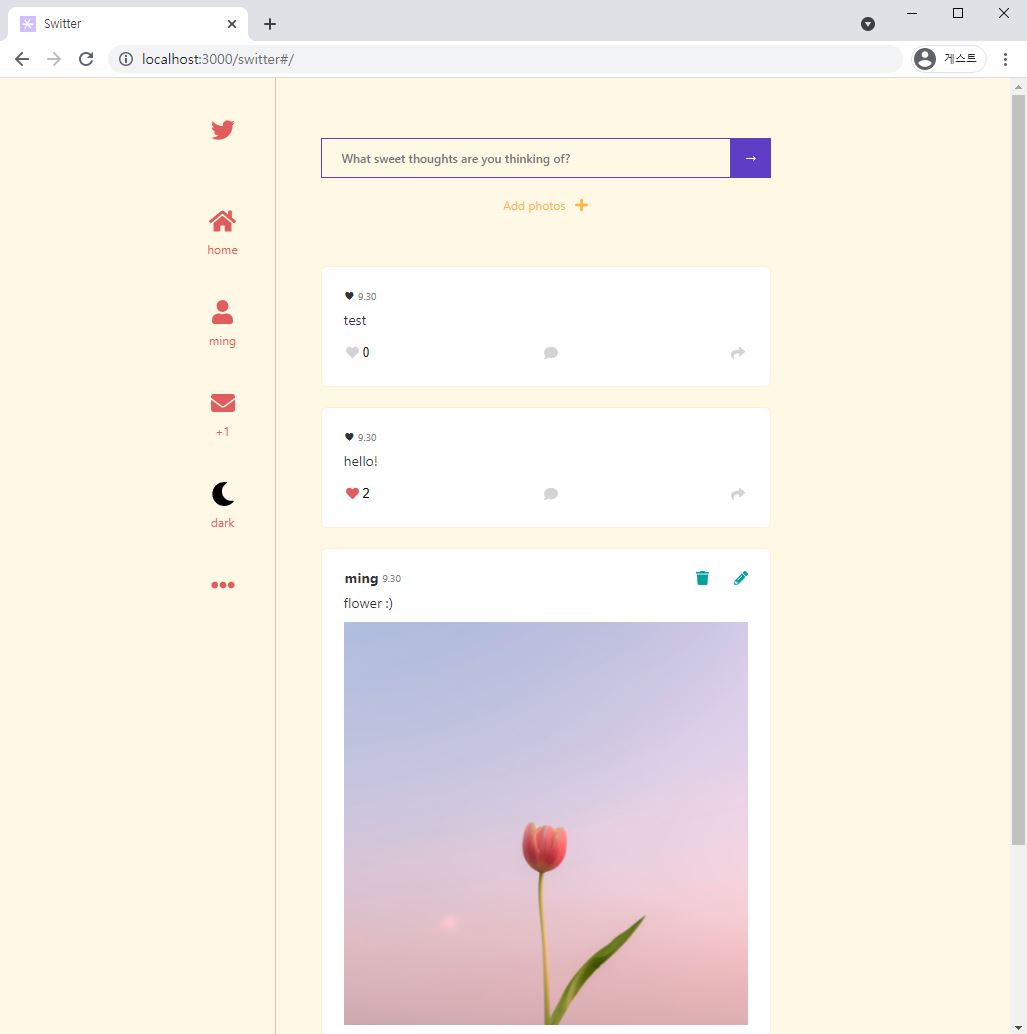 Switter
localhost:3000/switter#/
게스트
What sweet thoughts are you thinking of?
→
Add photos
home
ming
+1
dark
9.30
test
0
9.30
hello!
2
ming 9.30
flower :)